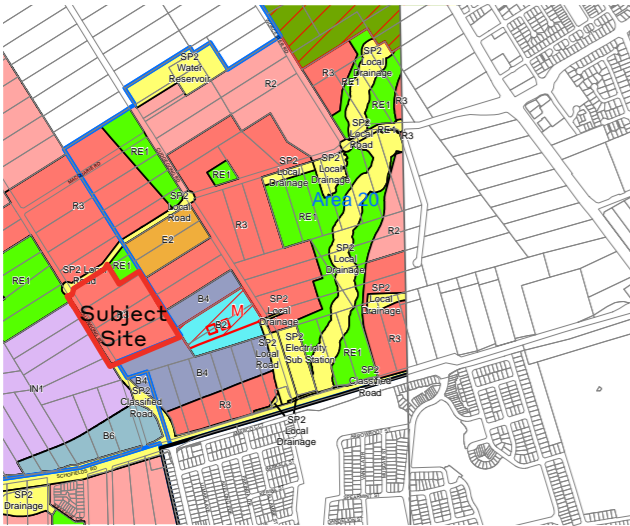 SP2
Water
Reservoir
R2
SP2
Local
Drainage
R3
RE1
RE1
R3
SP2
Local
Road
RE1
R3
RE1
R3
RE1
SP2
Local
Drainage
SP2
Local
Drainage
SP2
Local
Road
Area 20
RE1
R3
E2
R2
SP2
Local
Drainage
RE1
SP2 Local
Road
RE1
B4
SP2
Local
Drainage
SP2
Local
Drainage
Subject
Site
M
B2
R3
SP2
Local
Road
SP2
Electricity
Sub Station
RE1
IN1
B4
SP2
Classified
Road
B4
SP2
Classified
Road
R3
B6
SP2
Local
Drainage
SCHOFIELDS RD
SP2
Drainage